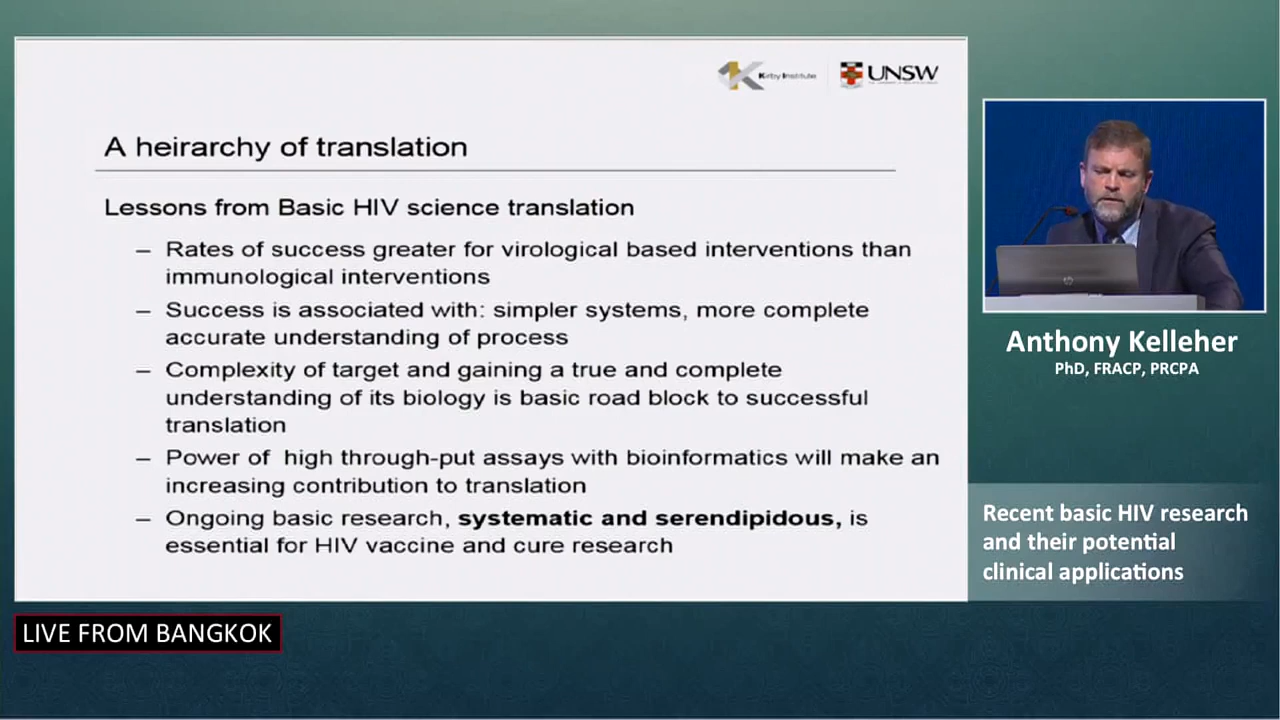 Kirby Institute
UNSW
A heirarchy of translation
Lessons from Basic HIV science translation
– Rates of success greater for virological based interventions than
immunological interventions
– Success is associated with: simpler systems, more complete
accurate understanding of process
– Complexity of target and gaining a true and complete
understanding of its biology is basic road block to successful
translation
– Power of high through-put assays with bioinformatics will make an
increasing contribution to translation
– Ongoing basic research, systematic and serendipidous, is
essential for HIV vaccine and cure research
Anthony Kelleher
PhD, FRACP, PRCPA
Recent basic HIV research
and their potential
clinical applications
LIVE FROM BANGKOK